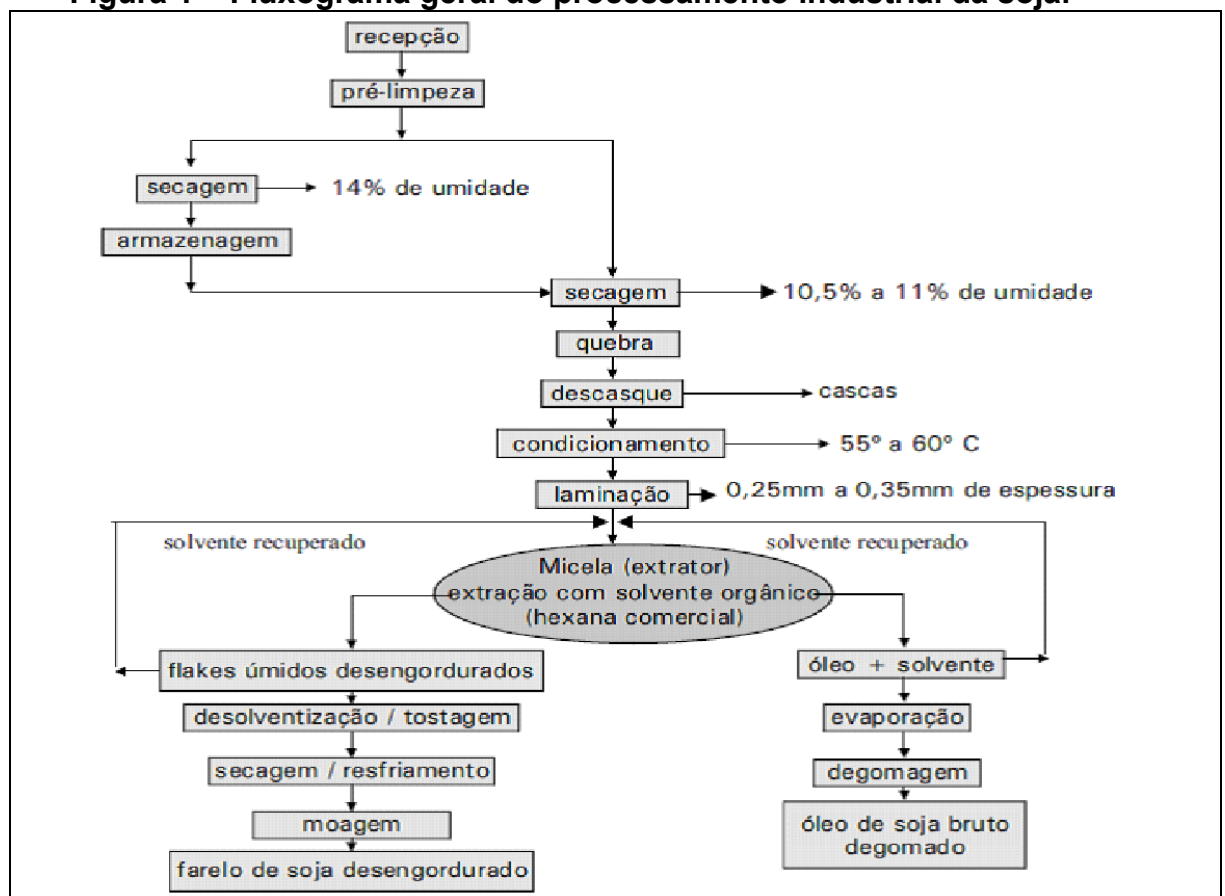 Figura 1 – Fluxograma geral do processamento industrial da soja.
recepção
pré-limpeza
secagem
14% de umidade
armazenagem
secagem
10,5% a 11% de umidade
quebra
descasque
cascas
condicionamento
55º a 60º C
laminação
0,25mm a 0,35mm de espessura
solvente recuperado
solvente recuperado
Micela (extrator)
extração com solvente orgânico
(hexana comercial)
flakes úmidos desengordurados
óleo + solvente
desolventização / tostagem
evaporação
secagem / resfriamento
degomagem
moagem
óleo de soja bruto
degomado
farelo de soja desengordurado